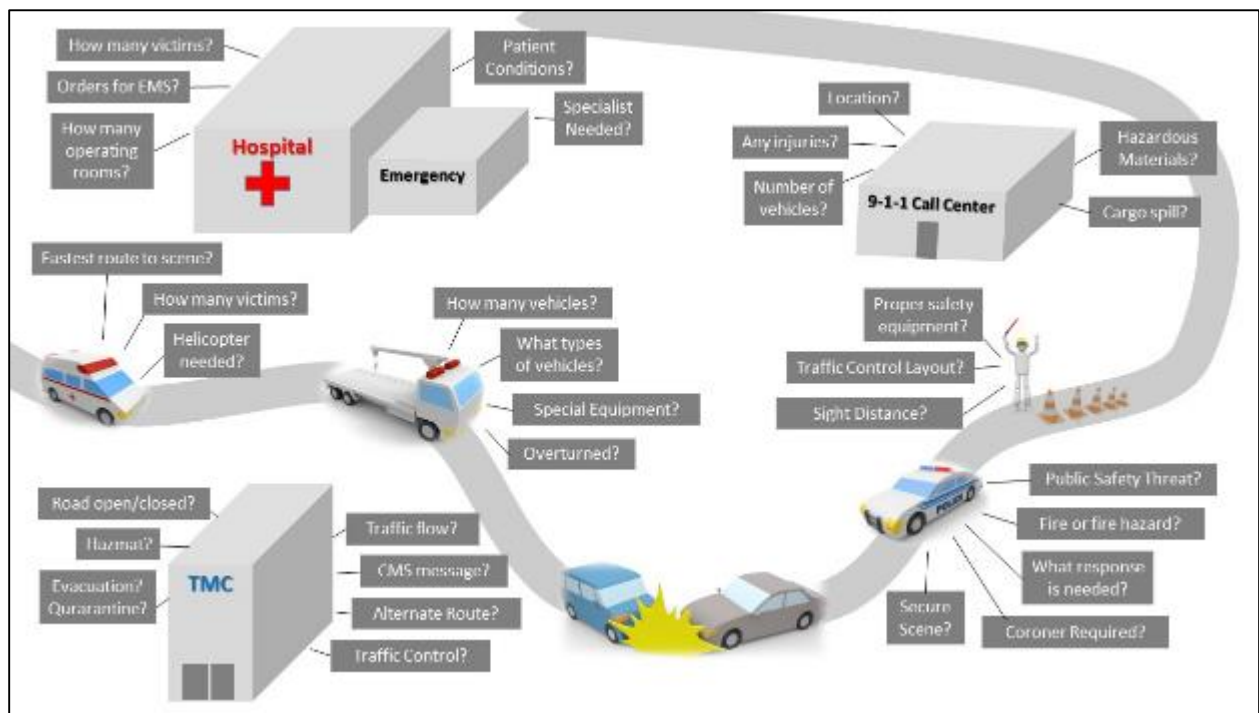 How many victims?
Orders for EMS?
How many
operating
rooms?
Patient
Conditions?
Specialist
Needed?
Hospital
Emergency
Location?
Any injuries?
Number of
vehicles?
Hazardous
Materials?
Cargo spill?
9-1-1 Call Center
Fastest route to scene?
How many victims?
Helicopter
needed?
How many vehicles?
What types
of vehicles?
Special Equipment?
Overturned?
Proper safety
equipment?
Traffic Control Layout?
Sight Distance?
Road open/closed?
Hazmat?
Evacuation?
Qurarantine?
TMC
Traffic flow?
CMS message?
Alternate Route?
Traffic Control?
POLICE
Public Safety Threat?
Fire or fire hazard?
What response
is needed?
Coroner Required?
Secure
Scene?